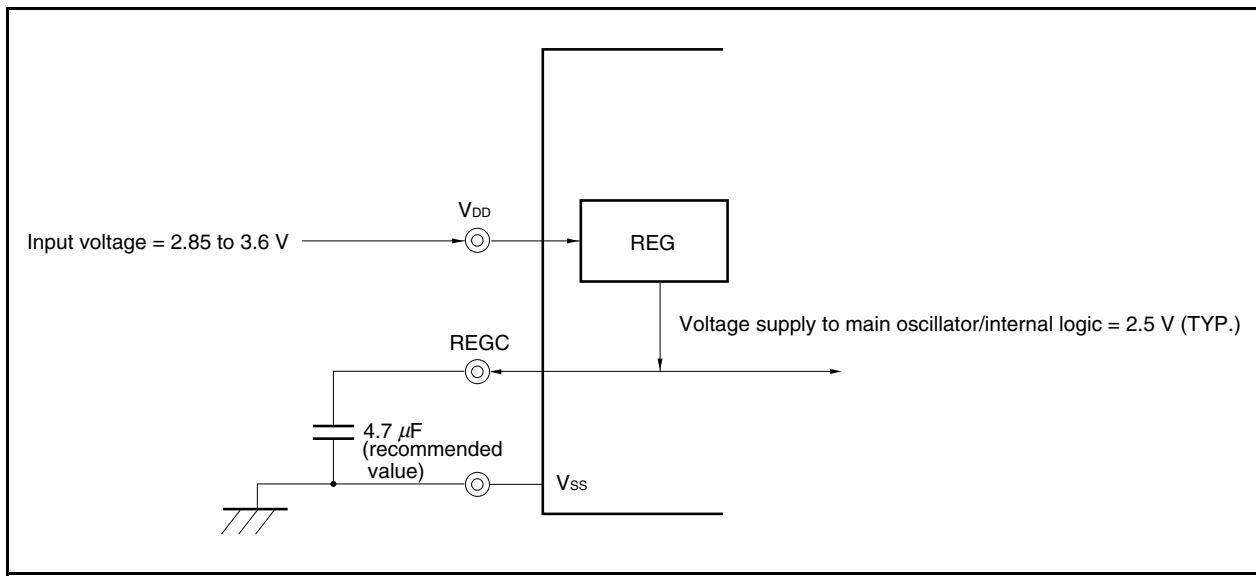 VDD
Input voltage = 2.85 to 3.6 V
REG
Voltage supply to main oscillator/internal logic = 2.5 V (TYP.)
REGC
4.7 μF
(recommended
value)
VSS